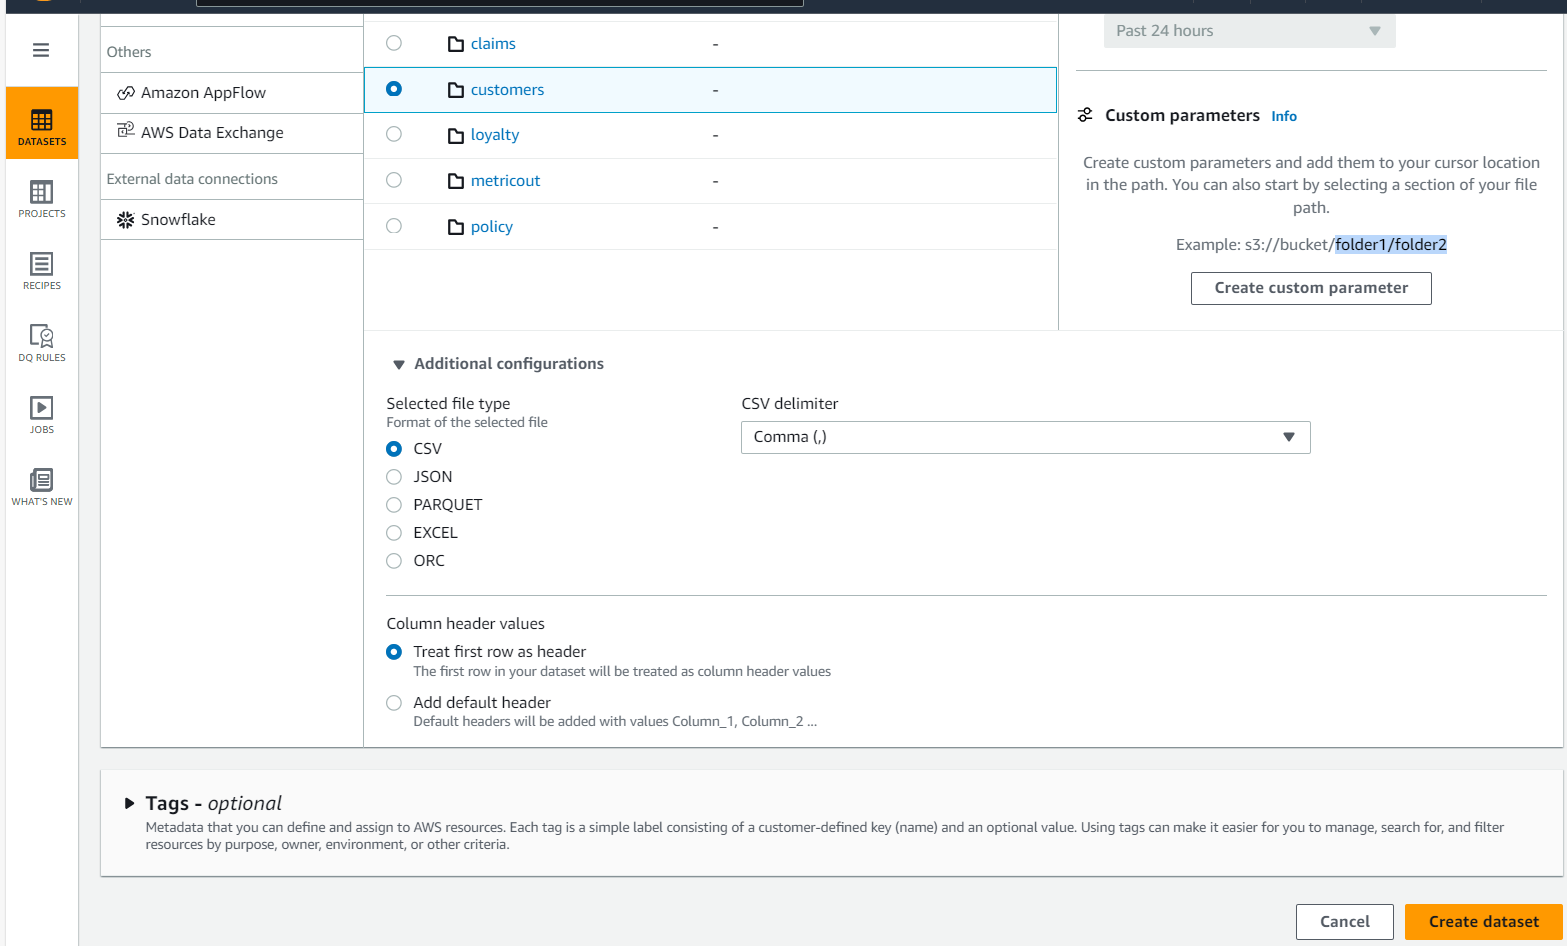 DATASETS
PROJECTS
RECIPES
DQ RULES
JOBS
WHAT'S NEW
Others
Amazon AppFlow
AWS Data Exchange
External data connections
Snowflake
claims -
customers -
loyalty -
metricout -
policy -
Past 24 hours
Custom parameters Info
Create custom parameters and add them to your cursor location
in the path. You can also start by selecting a section of your file
path.
Example: s3://bucket/folder1/folder2
Create custom parameter
Additional configurations
Selected file type
Format of the selected file
CSV
JSON
PARQUET
EXCEL
ORC
CSV delimiter
Comma (,)
Column header values
Treat first row as header
The first row in your dataset will be treated as column header values
Add default header
Default headers will be added with values Column_1, Column_2 ...
Tags - optional
Metadata that you can define and assign to AWS resources. Each tag is a simple label consisting of a customer-defined key (name) and an optional value. Using tags can make it easier for you to manage, search for, and filter
resources by purpose, owner, environment, or other criteria.
Cancel
Create dataset